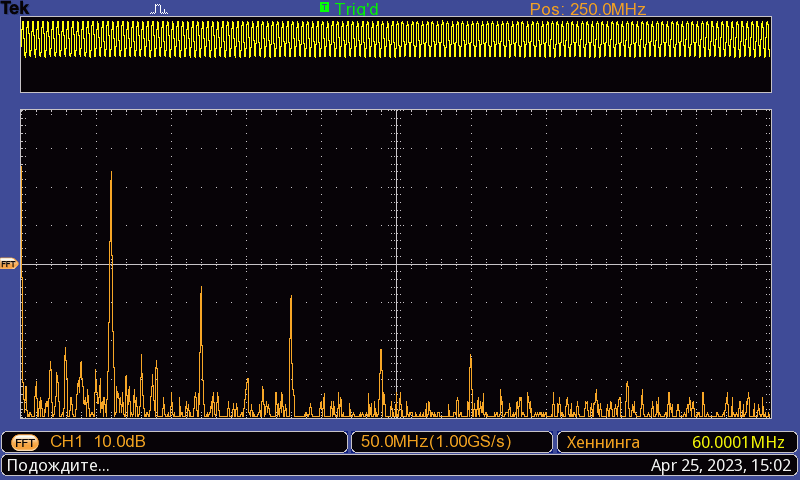 Tek T Trig'd Pos: 250.0MHz
FFT
FFT CH1 10.0dB 50.0MHz(1.00GS/s) Хеннинга 60.0001MHz
Подождите... Apr 25, 2023, 15:02